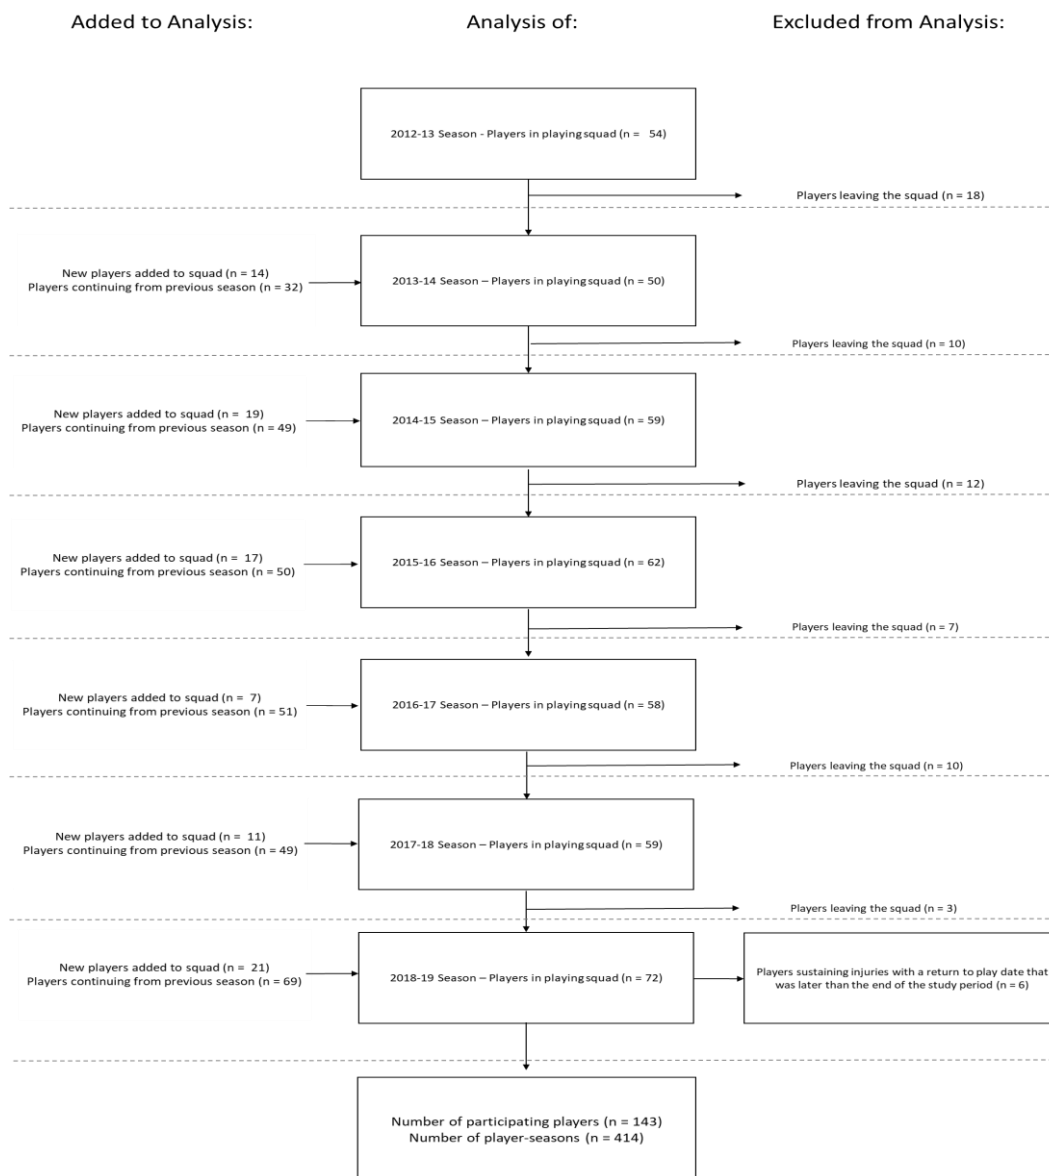 Added to Analysis:
Analysis of:
Excluded from Analysis:
2012-13 Season - Players in playing squad (n = 54)
Players leaving the squad (n = 18)
New players added to squad (n = 14)
Players continuing from previous season (n = 32)
2013-14 Season – Players in playing squad (n = 50)
Players leaving the squad (n = 10)
New players added to squad (n = 19)
Players continuing from previous season (n = 49)
2014-15 Season – Players in playing squad (n = 59)
Players leaving the squad (n = 12)
New players added to squad (n = 17)
Players continuing from previous season (n = 50)
2015-16 Season – Players in playing squad (n = 62)
Players leaving the squad (n = 7)
New players added to squad (n = 7)
Players continuing from previous season (n = 51)
2016-17 Season – Players in playing squad (n = 58)
Players leaving the squad (n = 10)
New players added to squad (n = 11)
Players continuing from previous season (n = 49)
2017-18 Season – Players in playing squad (n = 59)
Players leaving the squad (n = 3)
New players added to squad (n = 21)
Players continuing from previous season (n = 69)
2018-19 Season – Players in playing squad (n = 72)
Players sustaining injuries with a return to play date that
was later than the end of the study period (n = 6)
Number of participating players (n = 143)
Number of player-seasons (n = 414)